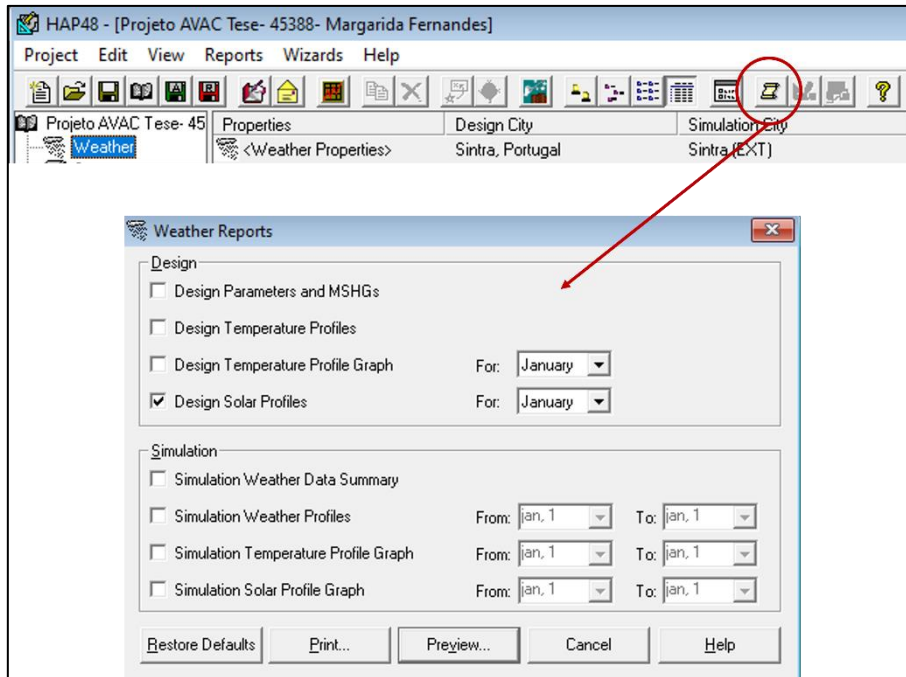 HAP48 - [Projeto AVAC Tese- 45388- Margarida Fernandes]
Project Edit View Reports Wizards Help
Projeto AVAC Tese- 45 Properties Design City Simulation City
Weather <Weather Properties> Sintra, Portugal Sintra (EXT)
Weather Reports
Design
Design Parameters and MSHGs
Design Temperature Profiles
Design Temperature Profile Graph For: January
Design Solar Profiles For: January
Simulation
Simulation Weather Data Summary
Simulation Weather Profiles From: jan, 1 To: jan, 1
Simulation Temperature Profile Graph From: jan, 1 To: jan, 1
Simulation Solar Profile Graph From: jan, 1 To: jan, 1
Restore Defaults Print... Preview... Cancel Help